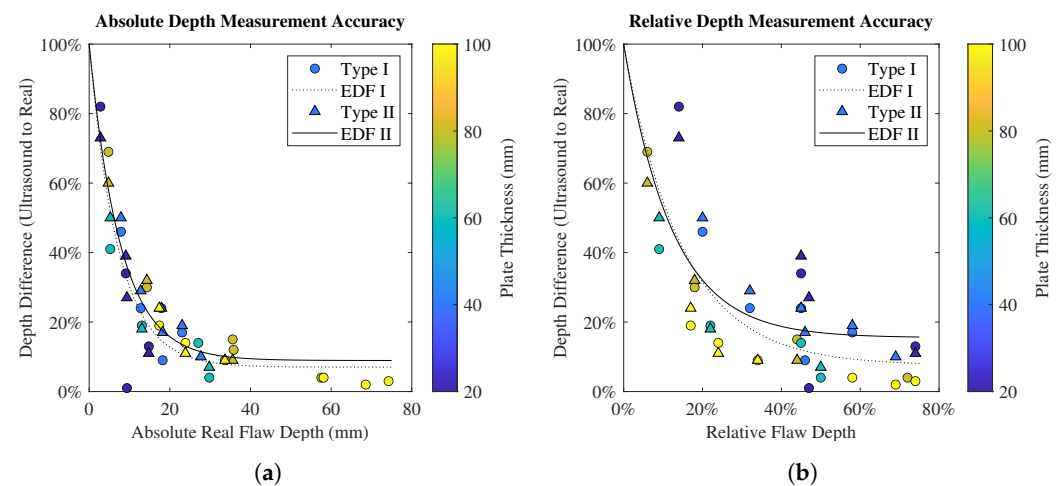 Absolute Depth Measurement Accuracy
100%
80%
60%
40%
20%
0%
Depth Difference (Ultrasound to Real)
0
20
40
60
80
Absolute Real Flaw Depth (mm)
Type I
EDF I
Type II
EDF II
100
80
60
40
20
Plate Thickness (mm)
(a)
Relative Depth Measurement Accuracy
100%
80%
60%
40%
20%
0%
Depth Difference (Ultrasound to Real)
0%
20%
40%
60%
80%
Relative Flaw Depth
Type I
EDF I
Type II
EDF II
100
80
60
40
20
Plate Thickness (mm)
(b)